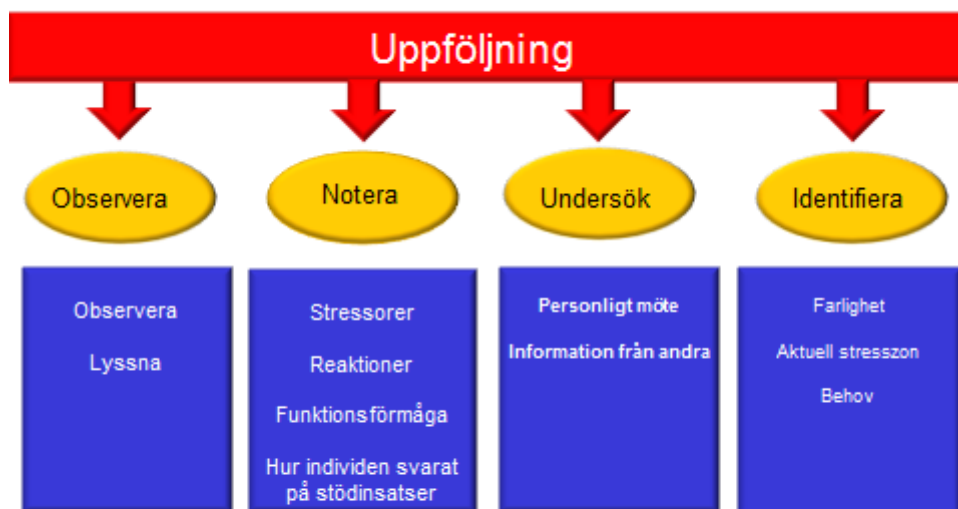 Uppföljning
Observera
Notera
Undersök
Identifiera
Observera
Lyssna
Stressorer
Reaktioner
Funktionsförmåga
Hur individen svarat
på stödinsatser
Personligt möte
Information från andra
Farlighet
Aktuell stresszon
Behov